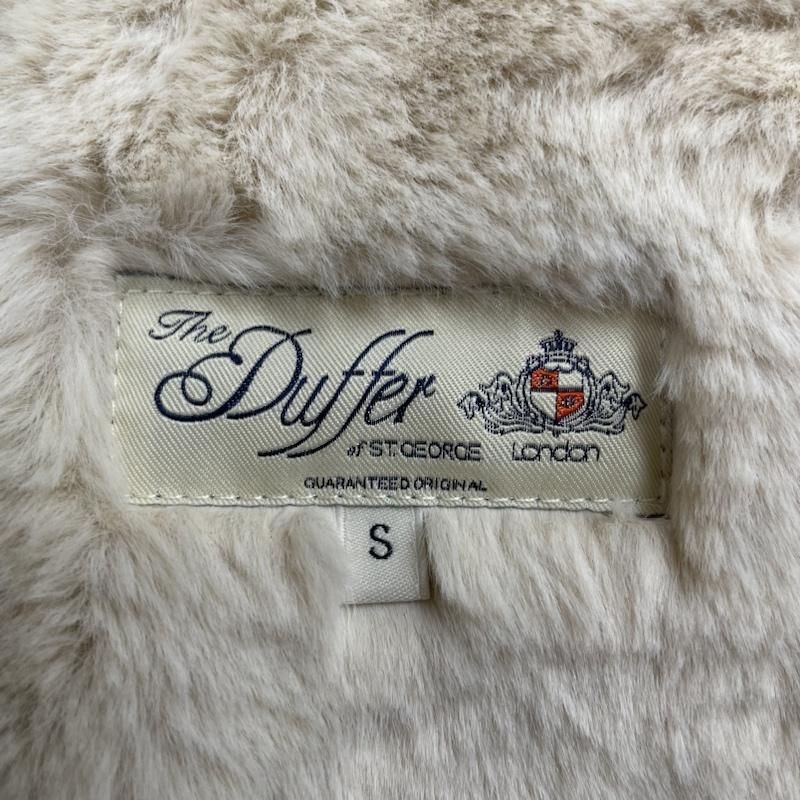 The Duffer
of ST. GEORGE
London
GUARANTEED ORIGINAL
S